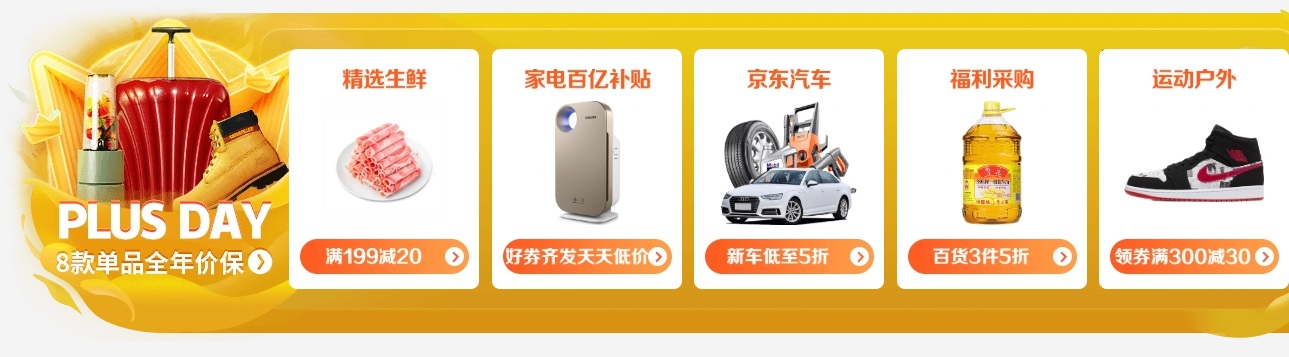 PLUS DAY
8款单品全年价保
精选生鲜
满199减20
家电百亿补贴
好券齐发天天低价
京东汽车
新车低至5折
福利采购
百货3件5折
运动户外
领券满300减30